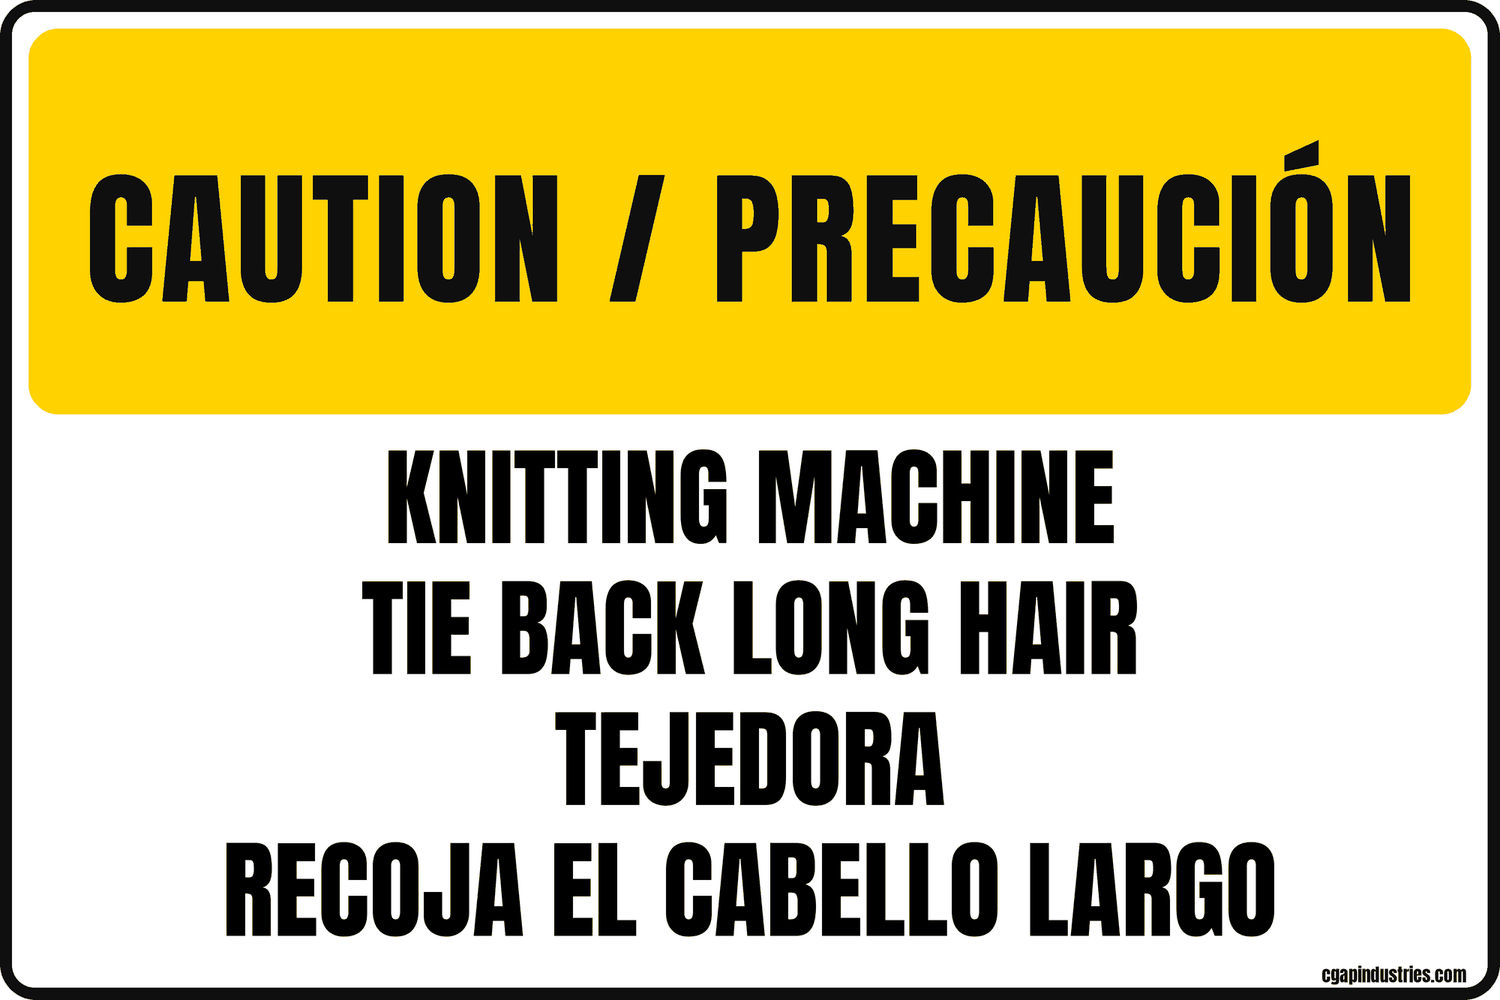 CAUTION / PRECAUCIÓN
KNITTING MACHINE
TIE BACK LONG HAIR
TEJEDORA
RECOJA EL CABELLO LARGO
cgapindustries.com